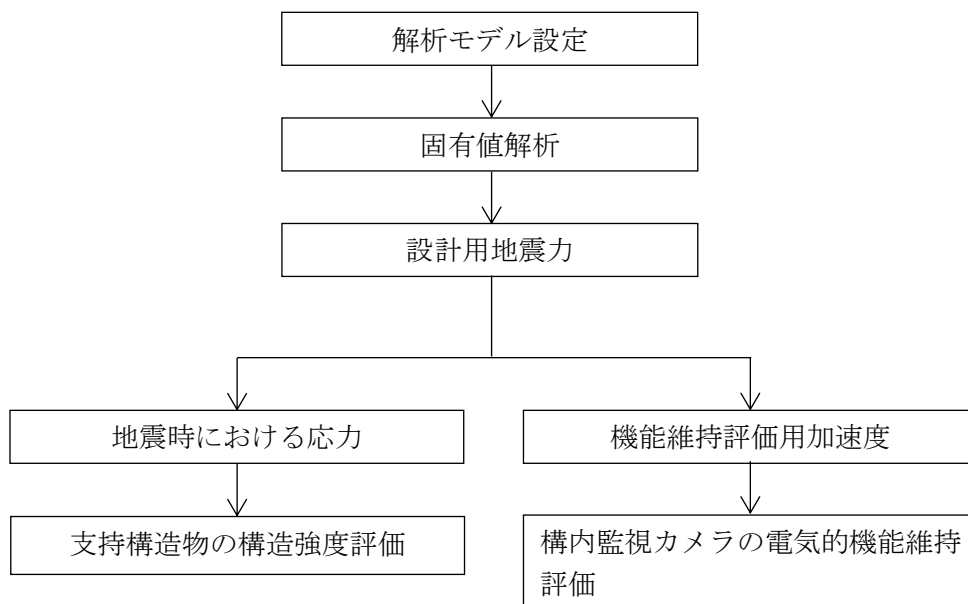 解析モデル設定
固有値解析
設計用地震力
地震時における応力
機能維持評価用加速度
支持構造物の構造強度評価
構内監視カメラの電気的機能維持
評価